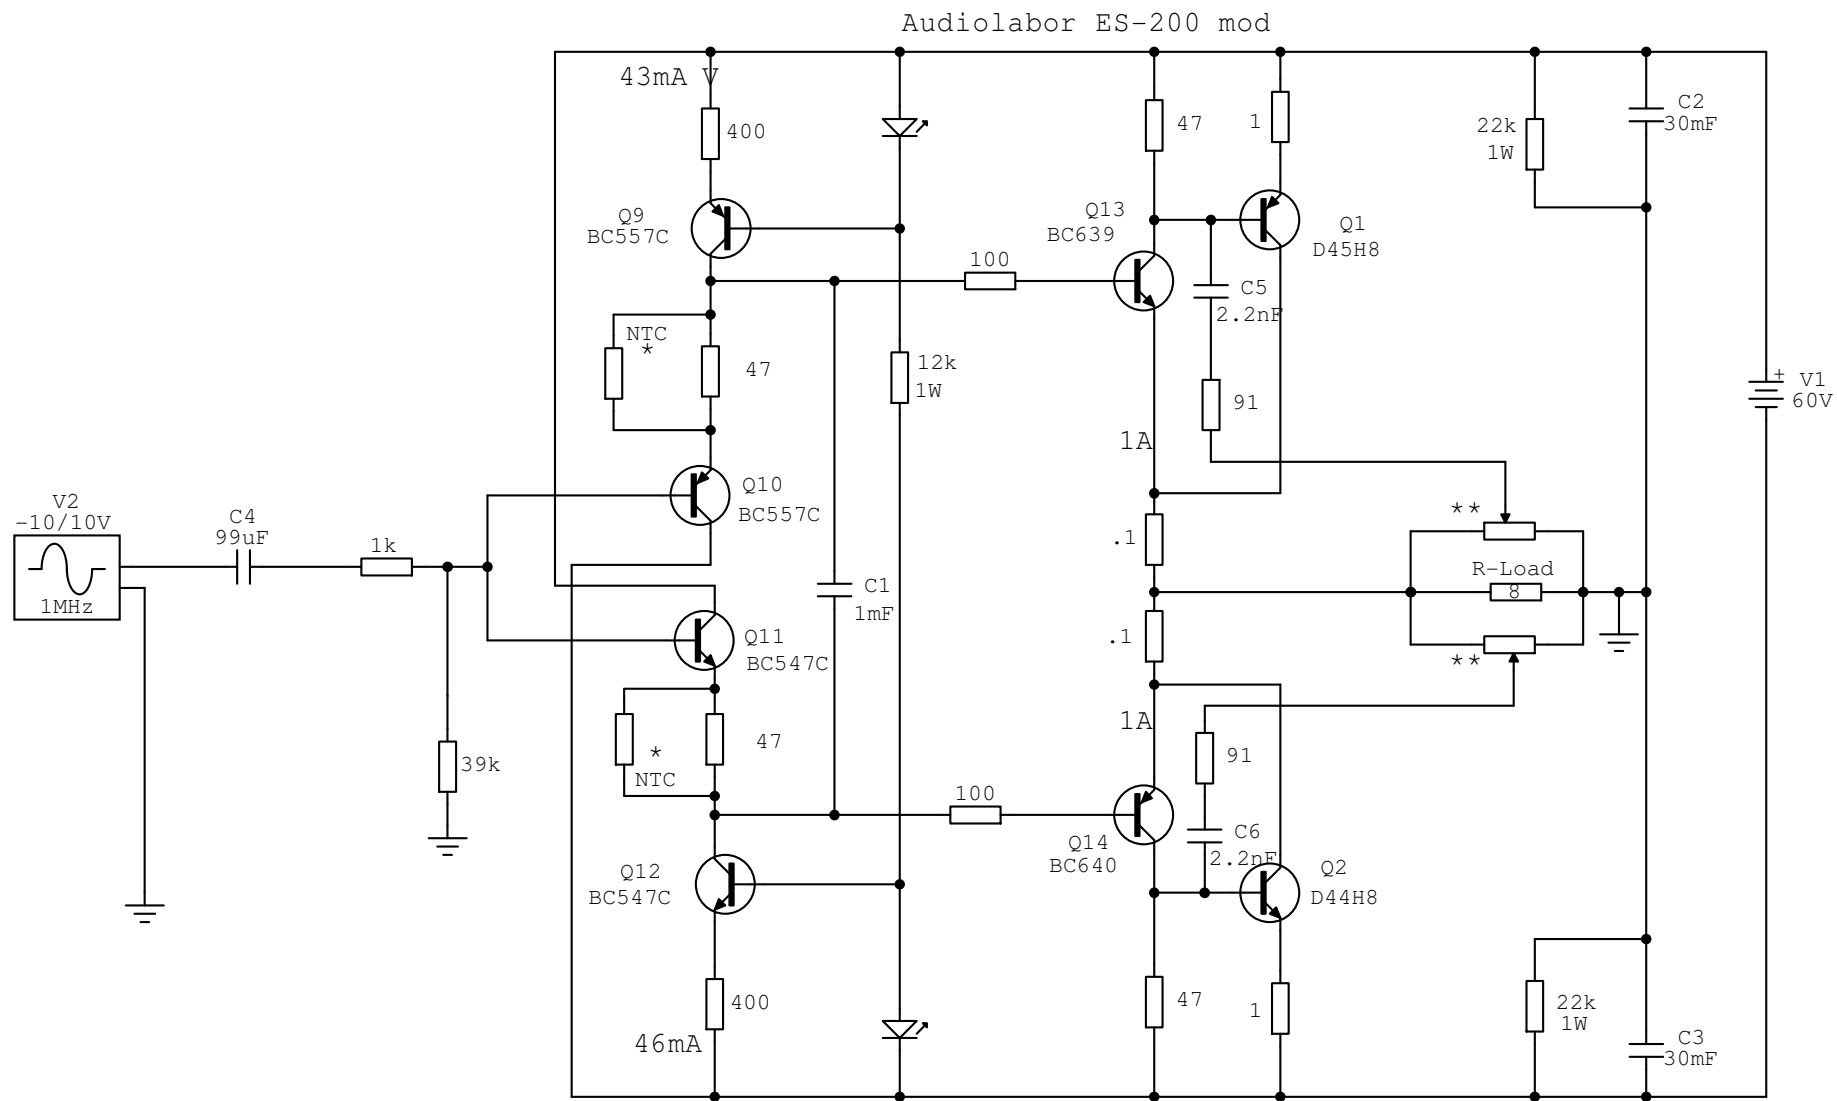 Audiolabor ES-200 mod
43mA V
400
47
1
22k
1W
C2
30mF
Q9
BC557C
Q13
BC639
Q1
D45H8
100
C5
2.2nF
NTC
*
47
12k
1W
91
+
V1
60V
1A
Q10
BC557C
V2
-10/10V
1MHz
C4
99uF
1k
**
.1
R-Load
8
C1
1mF
Q11
BC547C
.1
**
1A
*
NTC
47
91
39k
100
Q14
BC640
C6
2.2nF
Q2
D44H8
Q12
BC547C
400
46mA
47
1
22k
1W
C3
30mF